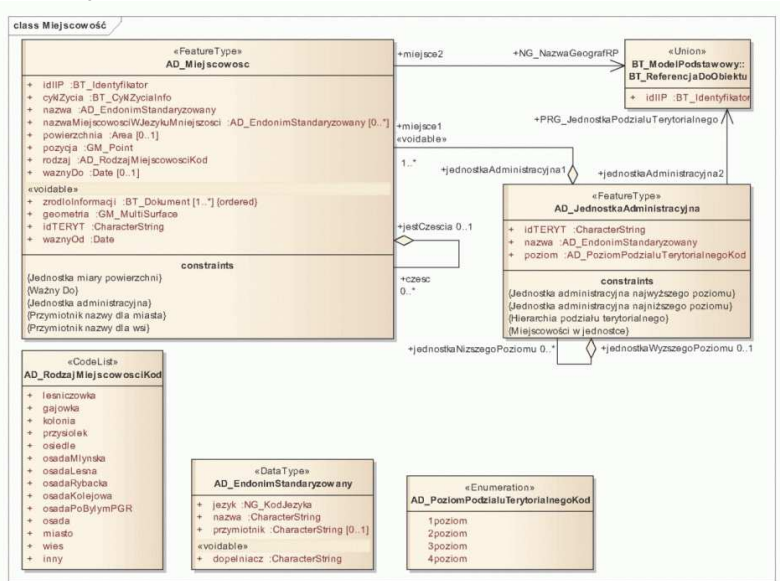 class Miejscowość
«FeatureType»
AD_Miejscowosc
+ idIIP :BT_Identyfikator
+ cyklZycia :BT_CyklZyciaInfo
+ nazwa :AD_EndonimStandaryzowany
+ nazwaMiejscowosciWJezykuMniejszosci :AD_EndonimStandaryzowany [0..*]
+ powierzchnia :Area [0..1]
+ pozycja :GM_Point
+ rodzaj :AD_RodzajMiejscowosciKod
+ waznyDo :Date [0..1]
«voidable»
+ zrodloInformacji :BT_Dokument [1..*] {ordered}
+ geometria :GM_MultiSurface
+ idTERYT :CharacterString
+ waznyOd :Date
constraints
{Jednostka miary powierzchni}
{Ważny Do}
{Jednostka administracyjna}
{Przymiotnik nazwy dla miasta}
{Przymiotnik nazwy dla wsi}
+miejsce2
+NG_NazwaGeografRP
«Union»
BT_ModelPodstawowy::
BT_ReferencjaDoObiektu
+ idIIP :BT_Identyfikator
+PRG_JednostkaPodzialuTerytorialnego
+miejsce1
«voidable»
1..*
+jednostkaAdministracyjna1
+jednostkaAdministracyjna2
«FeatureType»
AD_JednostkaAdministracyjna
+ idTERYT :CharacterString
+ nazwa :AD_EndonimStandaryzowany
+ poziom :AD_PoziomPodzialuTerytorialnegoKod
constraints
{Jednostka administracyjna najwyższego poziomu}
{Jednostka administracyjna najniższego poziomu}
{Hierarchia podziału terytorialnego}
{Miejscowości w jednostce}
+jestCzescia 0..1
+czesc
0..*
+jednostkaNizszegoPoziomu 0..*
+jednostkaWyzszegoPoziomu 0..1
«CodeList»
AD_RodzajMiejscowosciKod
+ lesniczowka
+ gajowka
+ kolonia
+ przysiolek
+ osiedle
+ osadaMlynska
+ osadaLesna
+ osadaRybacka
+ osadaKolejowa
+ osadaPoBylymPGR
+ osada
+ miasto
+ wies
+ inny
«DataType»
AD_EndonimStandaryzowany
+ jezyk :NG_KodJezyka
+ nazwa :CharacterString
+ przymiotnik :CharacterString [0..1]
«voidable»
+ dopelniacz :CharacterString
«Enumeration»
AD_PoziomPodzialuTerytorialnegoKod
1poziom
2poziom
3poziom
4poziom